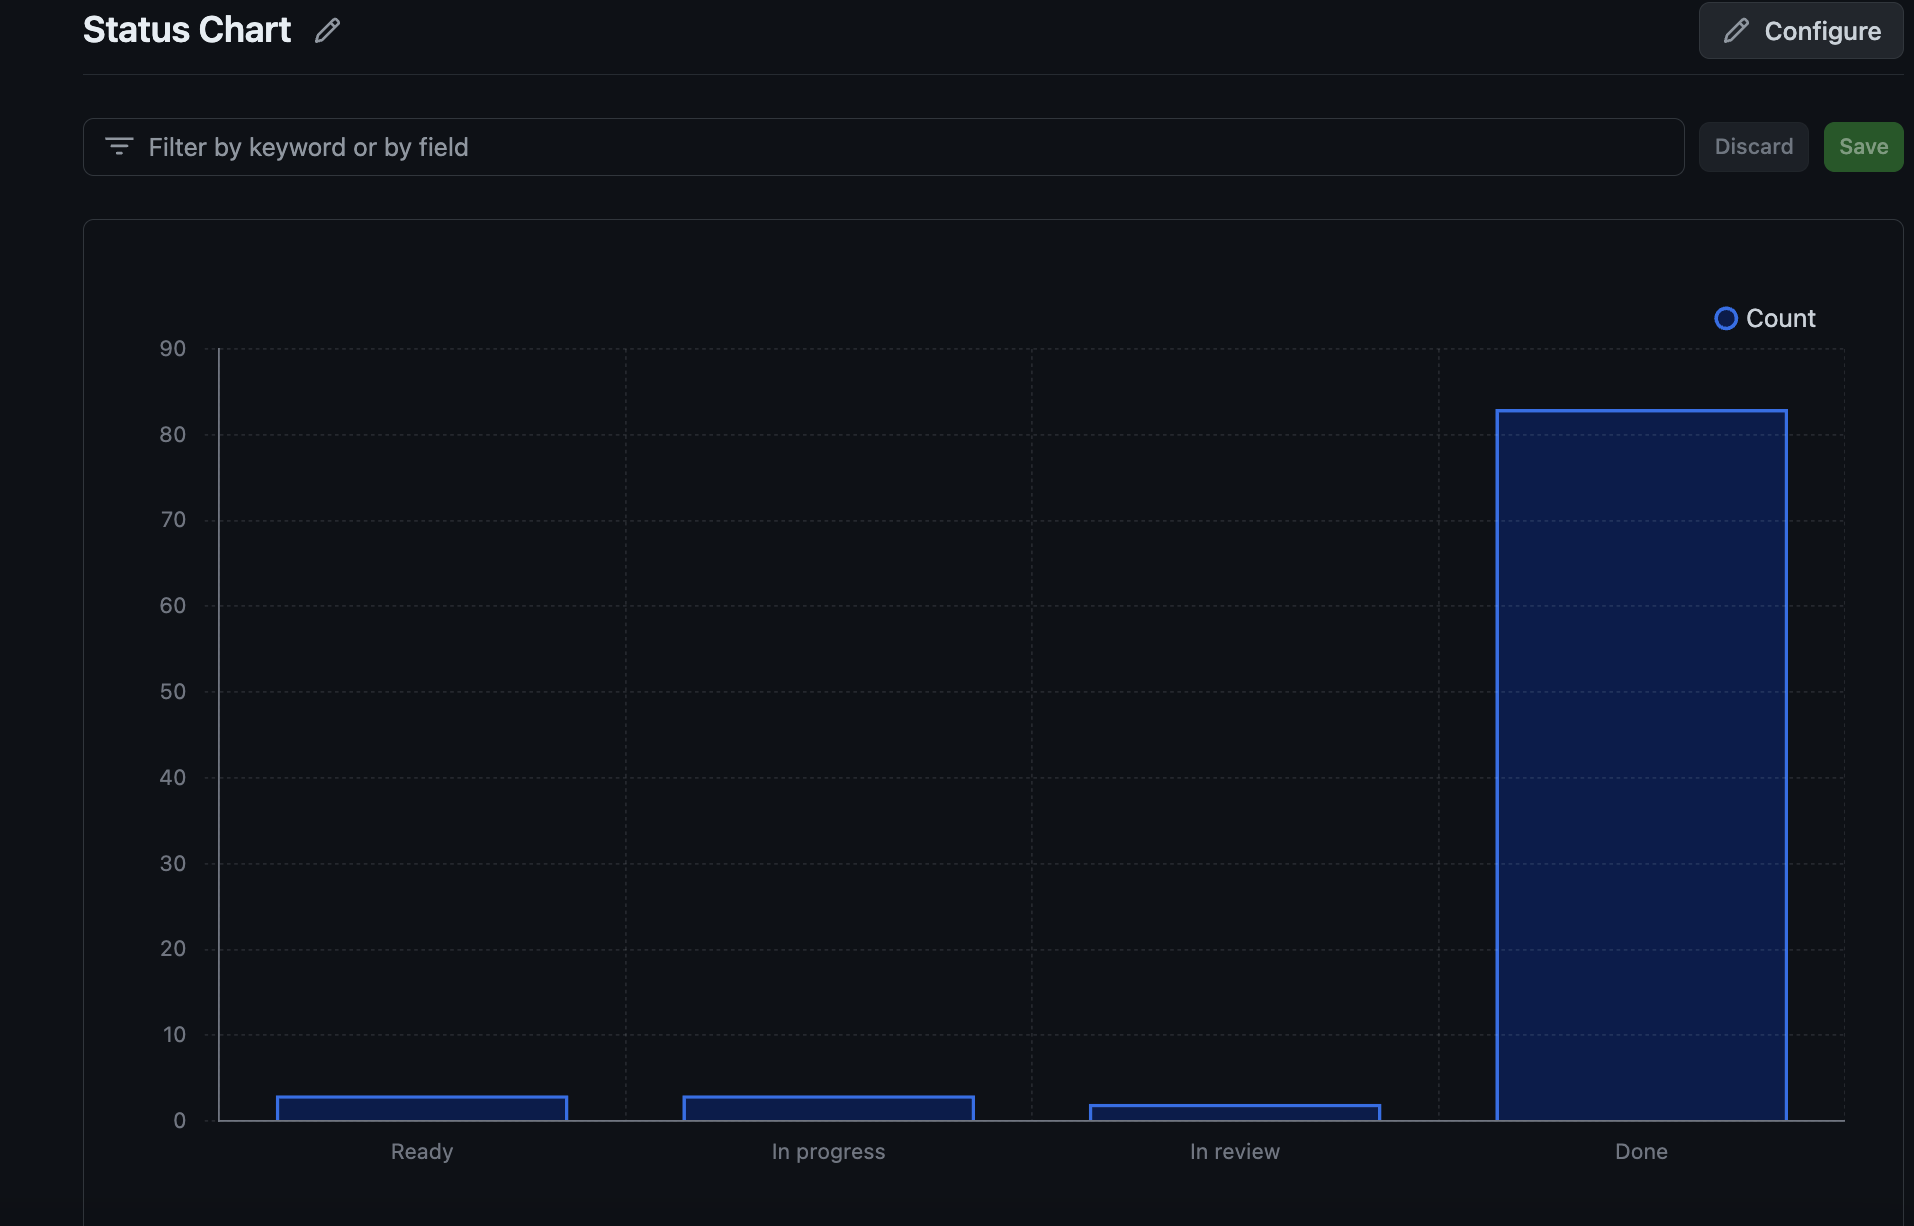 Status Chart
Configure
Filter by keyword or by field
Discard
Save
Count
90
80
70
60
50
40
30
20
10
0
Ready
In progress
In review
Done